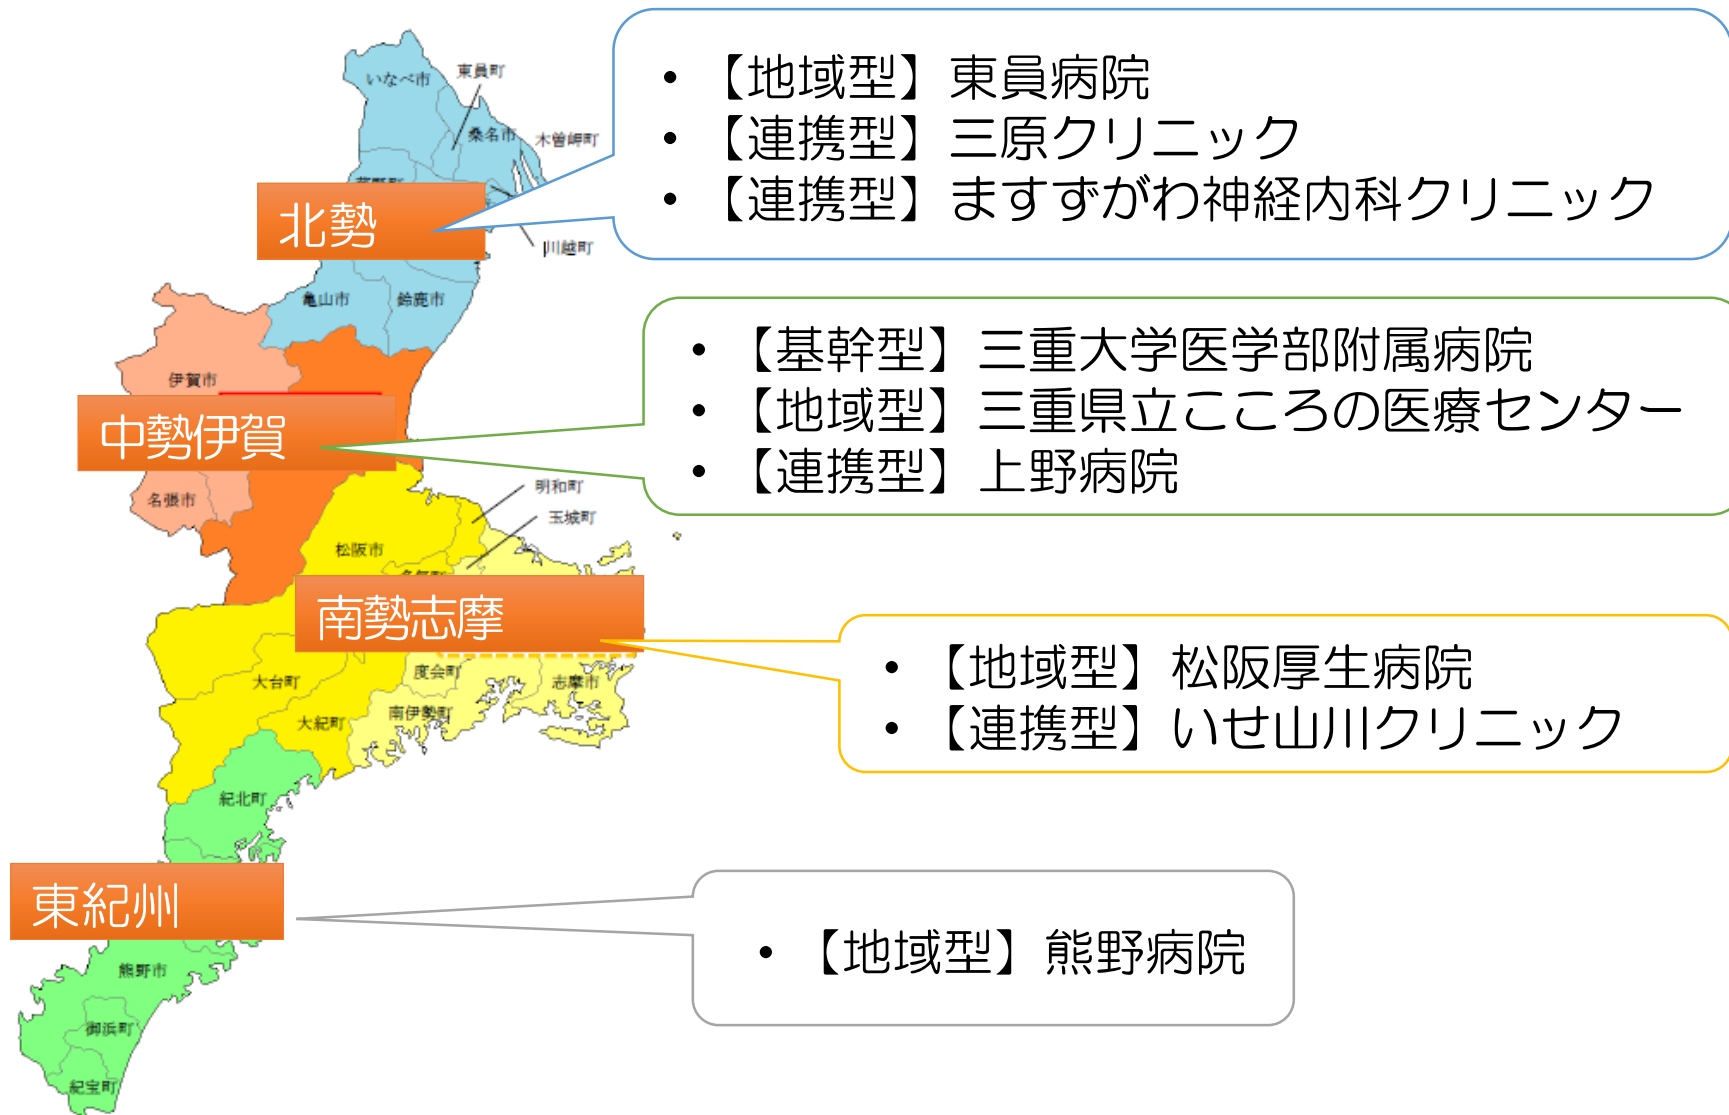 いなべ市
東員町
桑名市
木曽岬町
北勢
川越町
亀山市
鈴鹿市
• 【地域型】東員病院
• 【連携型】三原クリニック
• 【連携型】ますずがわ神経内科クリニック
伊賀市
中勢伊賀
名張市
• 【基幹型】三重大学医学部附属病院
• 【地域型】三重県立こころの医療センター
• 【連携型】上野病院
明和町
玉城町
松阪市
南勢志摩
大台町
度会町
志摩市
南伊勢町
大紀町
• 【地域型】松阪厚生病院
• 【連携型】いせ山川クリニック
紀北町
東紀州
熊野市
御浜町
紀宝町
• 【地域型】熊野病院